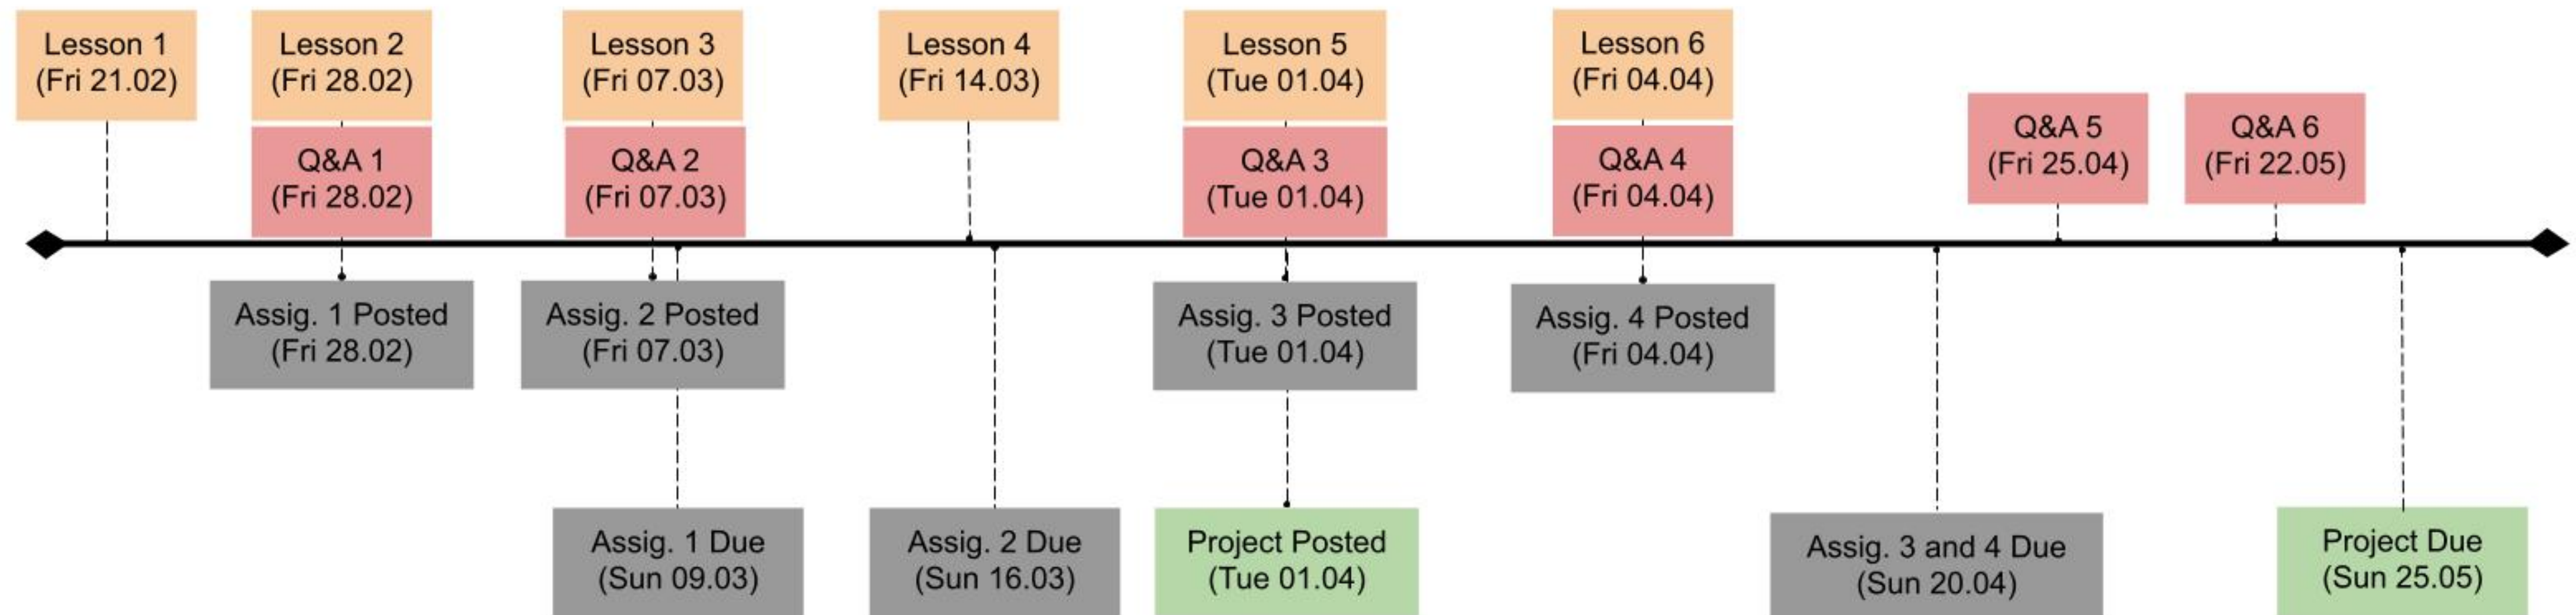 Lesson 1
(Fri 21.02)
Lesson 2
(Fri 28.02)
Lesson 3
(Fri 07.03)
Lesson 4
(Fri 14.03)
Lesson 5
(Tue 01.04)
Lesson 6
(Fri 04.04)
Q&A 1
(Fri 28.02)
Q&A 2
(Fri 07.03)
Q&A 3
(Tue 01.04)
Q&A 4
(Fri 04.04)
Q&A 5
(Fri 25.04)
Q&A 6
(Fri 22.05)
Assig. 1 Posted
(Fri 28.02)
Assig. 2 Posted
(Fri 07.03)
Assig. 3 Posted
(Tue 01.04)
Assig. 4 Posted
(Fri 04.04)
Assig. 1 Due
(Sun 09.03)
Assig. 2 Due
(Sun 16.03)
Project Posted
(Tue 01.04)
Assig. 3 and 4 Due
(Sun 20.04)
Project Due
(Sun 25.05)